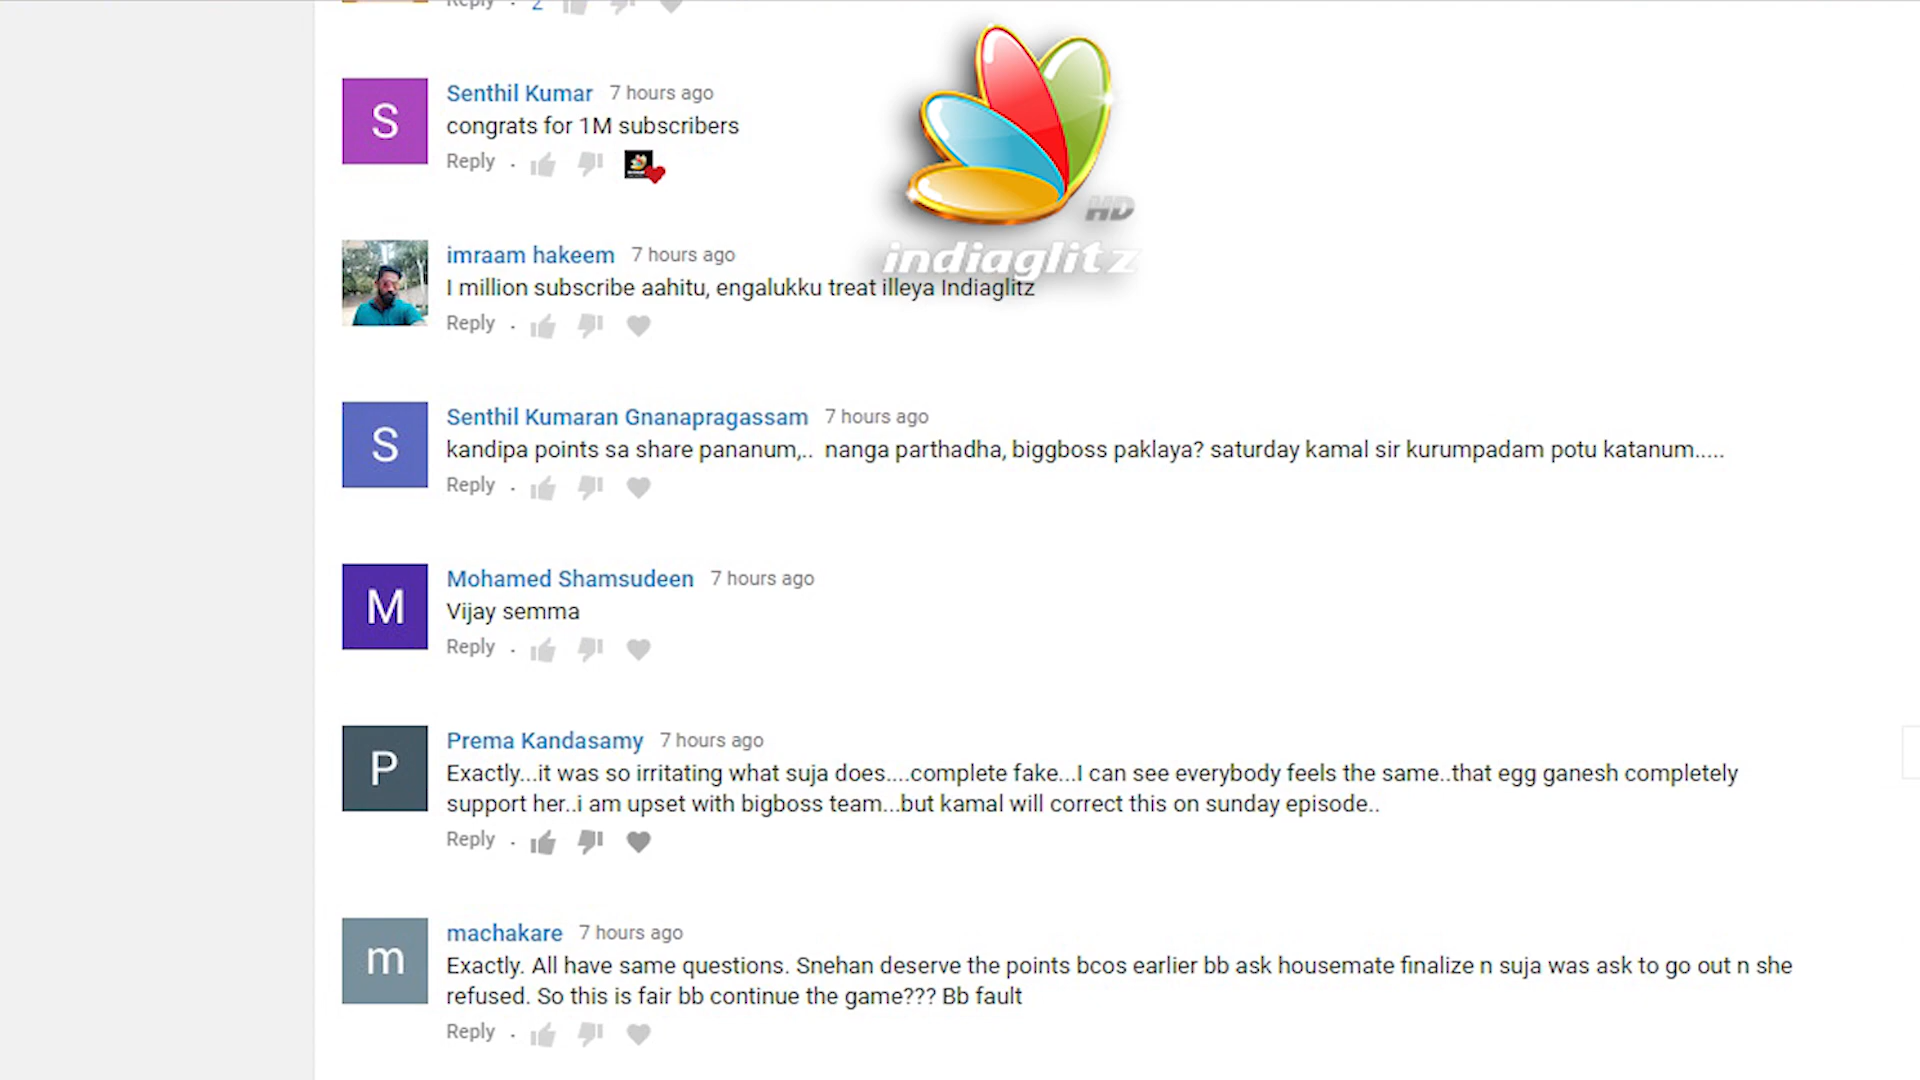 Reply . 2
S
Senthil Kumar 7 hours ago
congrats for 1M subscribers
Reply .
HD
indiaglitz
imraam hakeem 7 hours ago
I million subscribe aahitu, engalukku treat illeya Indiaglitz
Reply .
S
Senthil Kumaran Gnanapragassam 7 hours ago
kandipa points sa share pananum,.. nanga parthadha, biggboss paklaya? saturday kamal sir kurumpadam potu katanum.....
Reply .
M
Mohamed Shamsudeen 7 hours ago
Vijay semma
Reply .
P
Prema Kandasamy 7 hours ago
Exactly...it was so irritating what suja does....complete fake...I can see everybody feels the same..that egg ganesh completely
support her..i am upset with bigboss team...but kamal will correct this on sunday episode..
Reply .
m
machakare 7 hours ago
Exactly. All have same questions. Snehan deserve the points bcos earlier bb ask housemate finalize n suja was ask to go out n she
refused. So this is fair bb continue the game??? Bb fault
Reply .